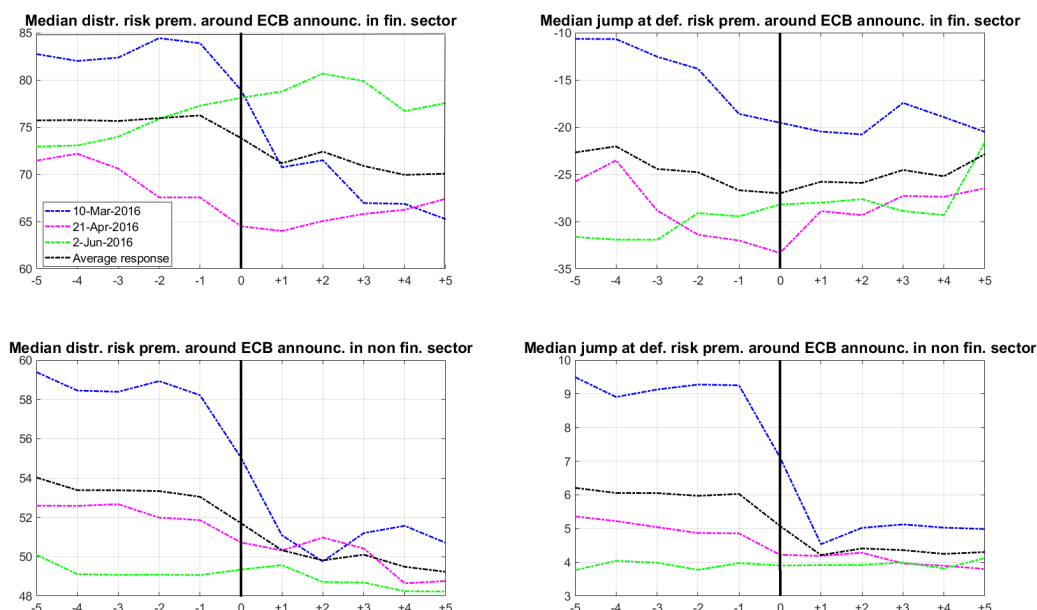 Median distr. risk prem. around ECB announc. in fin. sector
85
80
75
70
65
60
10-Mar-2016
21-Apr-2016
2-Jun-2016
Average response
-5 -4 -3 -2 -1 0 +1 +2 +3 +4 +5
Median jump at def. risk prem. around ECB announc. in fin. sector
-10
-15
-20
-25
-30
-35
-5 -4 -3 -2 -1 0 +1 +2 +3 +4 +5
Median distr. risk prem. around ECB announc. in non fin. sector
60
58
56
54
52
50
48
-5 -4 -3 -2 -1 0 +1 +2 +3 +4 +5
Median jump at def. risk prem. around ECB announc. in non fin. sector
10
9
8
7
6
5
4
3
-5 -4 -3 -2 -1 0 +1 +2 +3 +4 +5